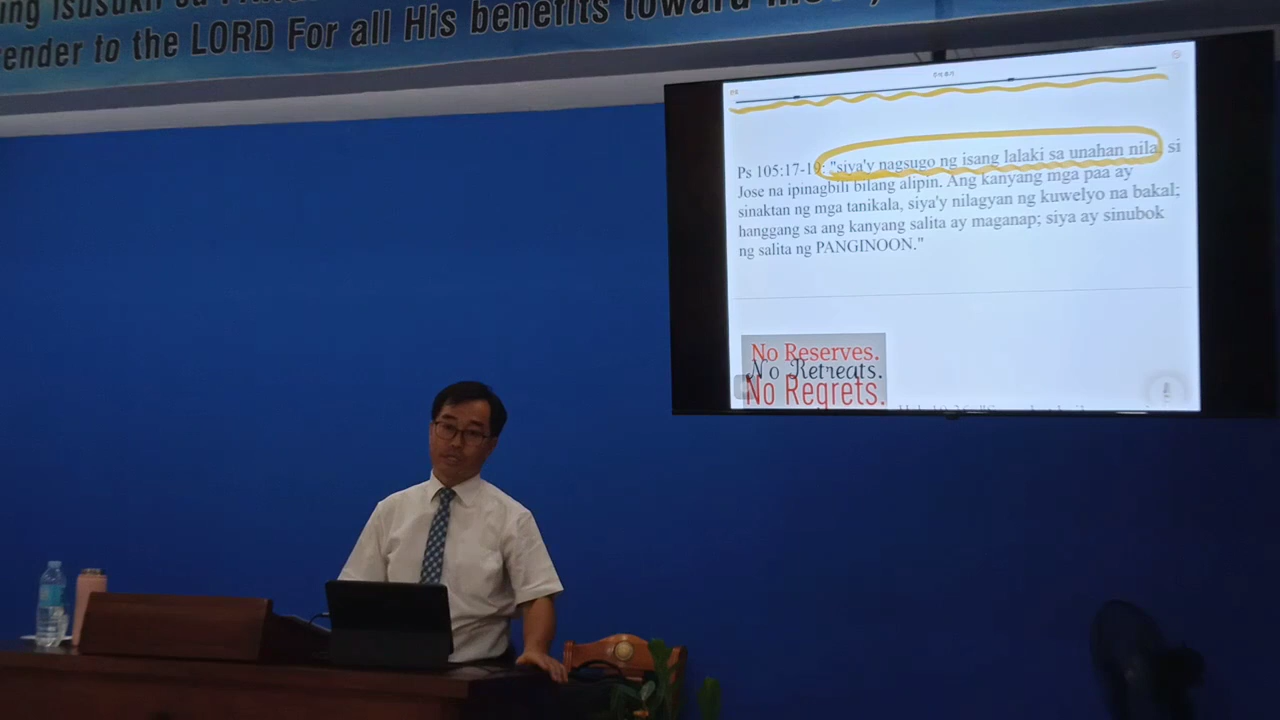 render to the LORD For all His benefits toward
Ps 105:17-19: "siya'y nagsugo ng isang lalaki sa unahan nila, si
Jose na ipinagbili bilang alipin. Ang kanyang mga paa ay
sinaktan ng mga tanikala, siya'y nilagyan ng kuwelyo na bakal;
hanggang sa ang kanyang salita ay maganap; siya ay sinubok
ng salita ng PANGINOON."
No Reserves.
No Retreats.
No Regrets.